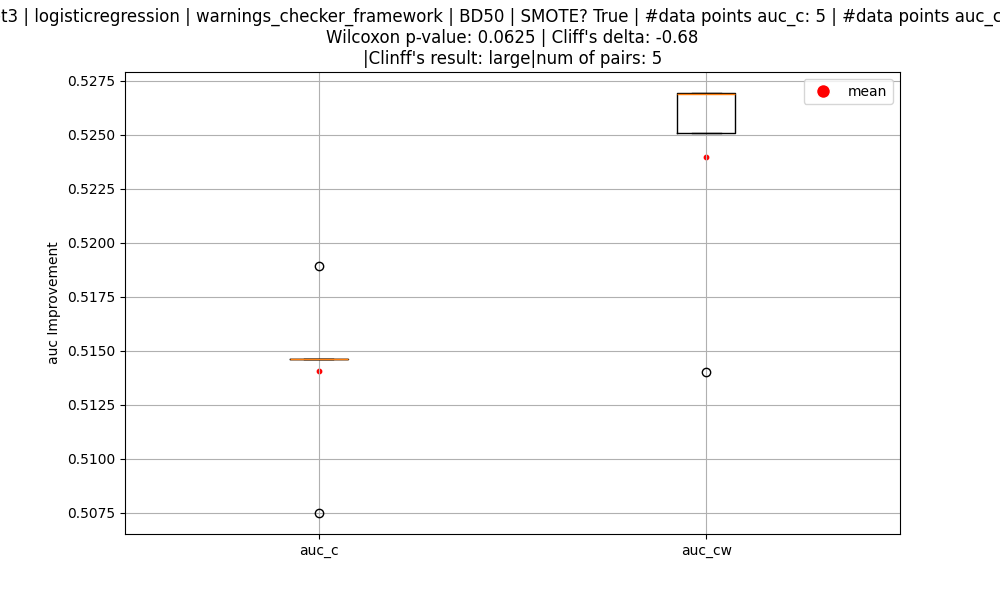 t3 | logisticregression | warnings_checker_framework | BD50 | SMOTE? True | #data points auc_c: 5 | #data points auc_c
Wilcoxon p-value: 0.0625 | Cliff's delta: -0.68
|Clinff's result: large|num of pairs: 5
0.5275
mean
0.5250
0.5225
0.5200
0.5175
auc Improvement
0.5150
0.5125
0.5100
0.5075
auc_c
auc_cw